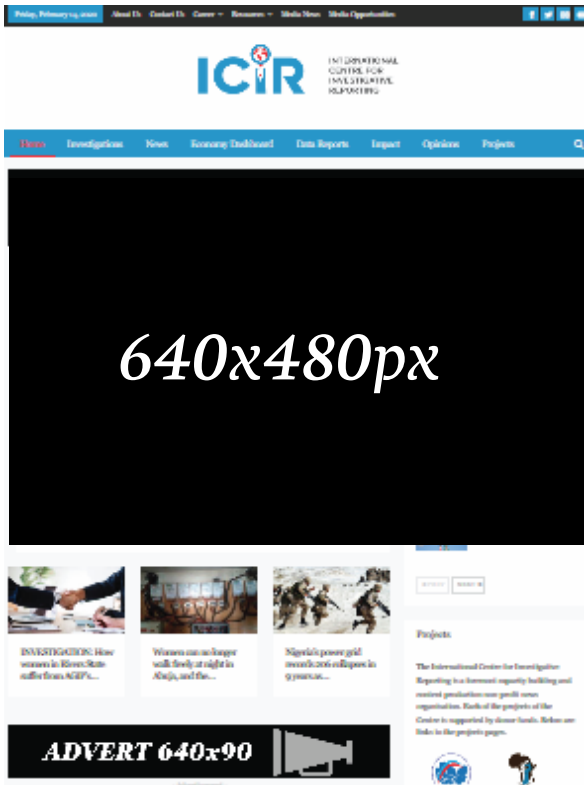 Friday, February 14, 2020 About Us Contact Us Career Resources Media News Media Opportunities
ICIR
INTERNATIONAL
CENTRE FOR
INVESTIGATIVE
REPORTING
Home Investigations News Economy Dashboard Data Reports Impact Opinions Projects
640x480px
INVESTIGATION: How
women in Rivers State
suffer from AGIP's...
Women can no longer
walk freely at night in
Abuja, and the...
Nigeria's power grid
records 206 collapses in
9 years as...
Projects
The International Center for Investigative
Reporting is a foremost capacity building and
content production non-profit news
organisation. Each of the projects of the
Center is supported by donor funds. Below are
links to the projects pages.
ADVERT 640x90